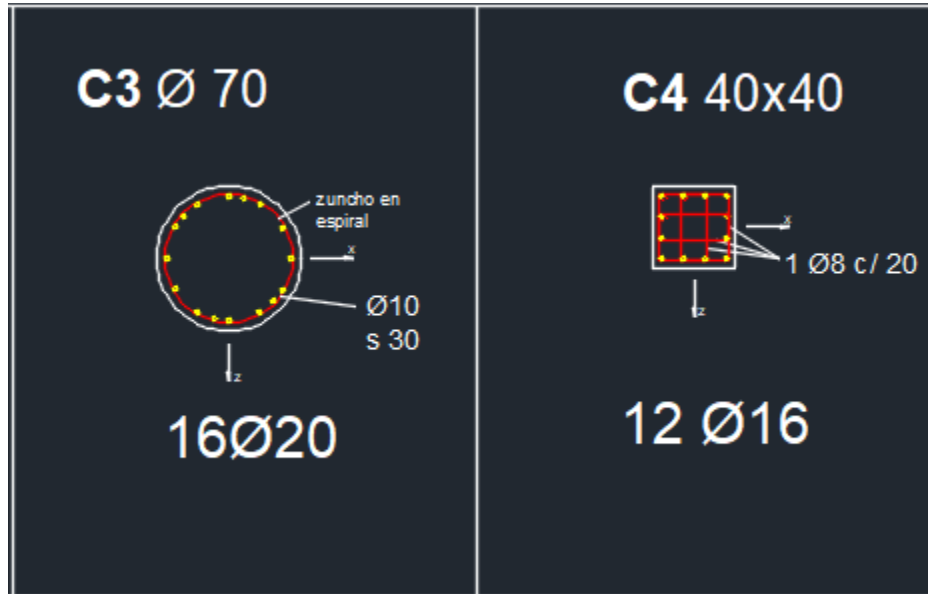 C3 Ø 70
zuncho en
espiral
x
Ø10
s 30
z
16Ø20
C4 40x40
x
1 Ø8 c/ 20
z
12 Ø16